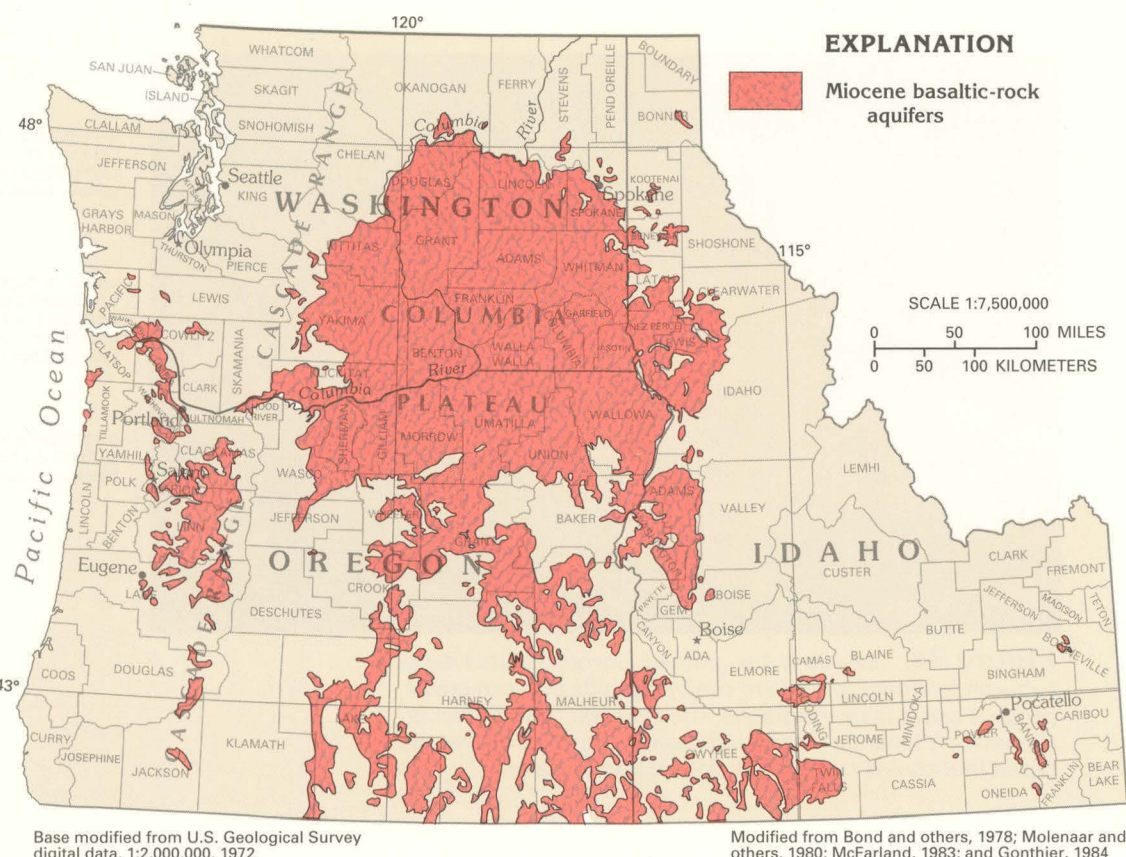 120°
EXPLANATION
Miocene basaltic-rock
aquifers
WHATCOM
SAN JUAN
ISLAND
SKAGIT
OKANOGAN
FERRY
STEVENS
PEND OREILLE
BOUNDARY
BONNER
48°
CLALLAM
SNOHOMISH
Columbia
River
JEFFERSON
CHELAN
KITSAP
Seattle
KING
DOUGLAS
LINCOLN
Spokane
KOOTENAI
WASHINGTON
SPOKANE
GRAYS
HARBOR
MASON
Olympia
THURSTON
PIERCE
KITTITAS
GRANT
ADAMS
WHITMAN
BENEWAH
SHOSHONE
115°
LATAH
CLEARWATER
PACIFIC
LEWIS
CASCADE RANGE
FRANKLIN
GARFIELD
SCALE 1:7,500,000
0 50 100 MILES
0 50 100 KILOMETERS
WAHKIAKUM
COWLITZ
SKAMANIA
YAKIMA
COLUMBIA
COLUMBIA
NEZ PERCE
LEWIS
ASOTIN
BENTON
WALLA
WALLA
IDAHO
CLATSOP
CLARK
KLICKITAT
Columbia
River
Pacific Ocean
TILLAMOOK
WASHINGTON
Portland
MULTNOMAH
HOOD
RIVER
SHERMAN
GILLIAM
PLATEAU
MORROW
UMATILLA
WALLOWA
YAMHILL
CLACKAMAS
WASCO
UNION
LEMHI
Salem
POLK
MARION
LINCOLN
BENTON
LINN
JEFFERSON
WHEELER
GRANT
BAKER
ADAMS
WASHINGTON
VALLEY
OREGON
IDAHO
CUSTER
CLARK
FREMONT
Eugene
LANE
CROOK
DESCHUTES
PAYETTE
GEM
BOISE
JEFFERSON
MADISON
TETON
BUTTE
CANYON
Boise
ADA
ELMORE
CAMAS
BLAINE
BONNEVILLE
BINGHAM
CASCADE RANGE
43°
COOS
DOUGLAS
LAKE
HARNEY
MALHEUR
GOODING
LINCOLN
MINIDOKA
JEROME
Pocatello
POWER
BANNOCK
CARIBOU
CURRY
JOSEPHINE
JACKSON
KLAMATH
OWYHEE
TWIN
FALLS
CASSIA
ONEIDA
FRANKLIN
BEAR
LAKE
Base modified from U.S. Geological Survey
digital data, 1:2,000,000, 1972
Modified from Bond and others, 1978; Molenaar and
others, 1980; McFarland, 1983; and Gonthier, 1984